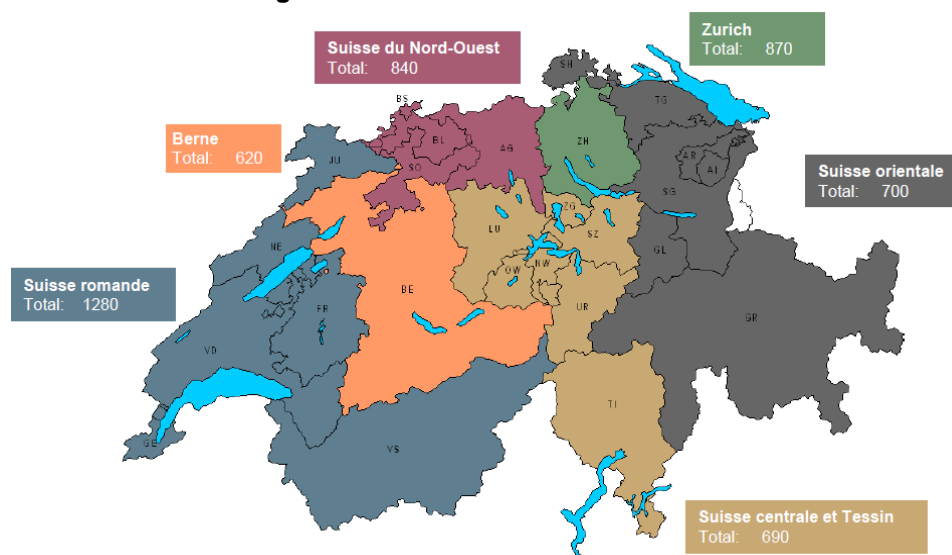 Zurich
Total: 870
Suisse du Nord-Ouest
Total: 840
Berne
Total: 620
Suisse orientale
Total: 700
Suisse romande
Total: 1280
Suisse centrale et Tessin
Total: 690
SH
BS
TG
BL
AG
ZH
JU
SO
AR
AI
SG
ZG
LU
SZ
NE
OW
NW
GL
BE
FR
UR
GR
VD
TI
GE
VS